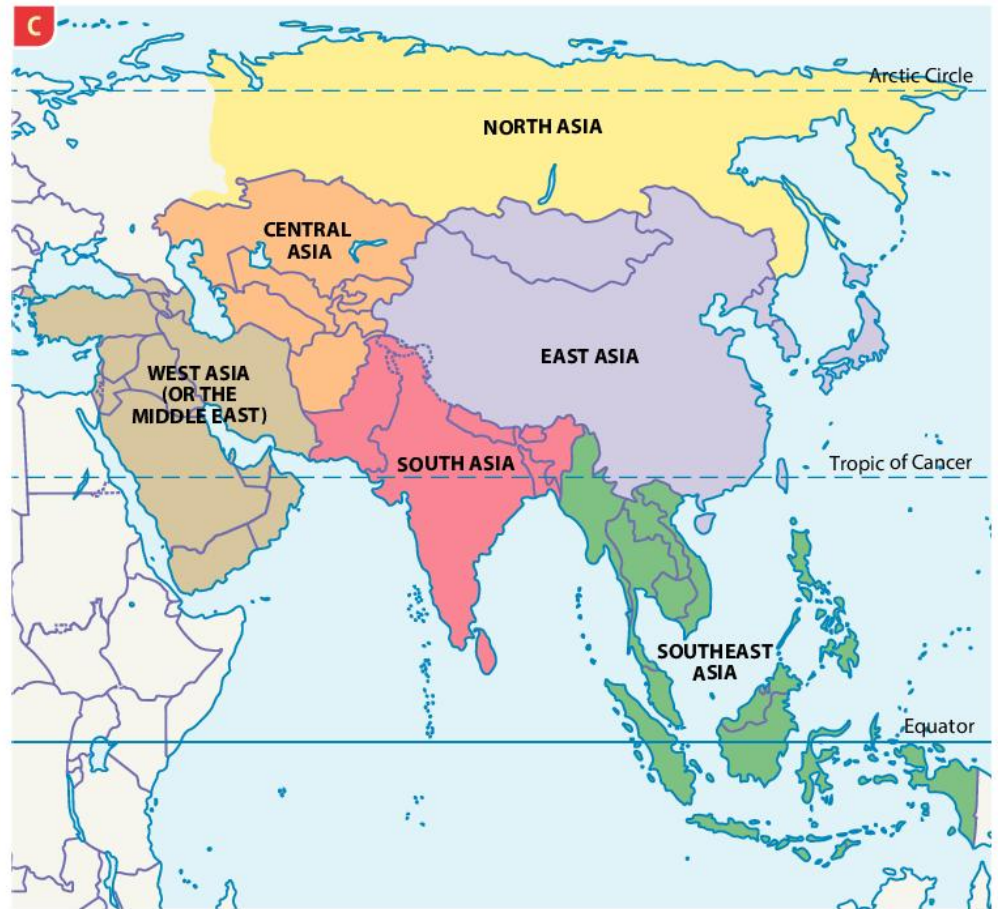 C
Arctic Circle
NORTH ASIA
CENTRAL
ASIA
EAST ASIA
WEST ASIA
(OR THE
MIDDLE EAST)
SOUTH ASIA
Tropic of Cancer
SOUTHEAST
ASIA
Equator